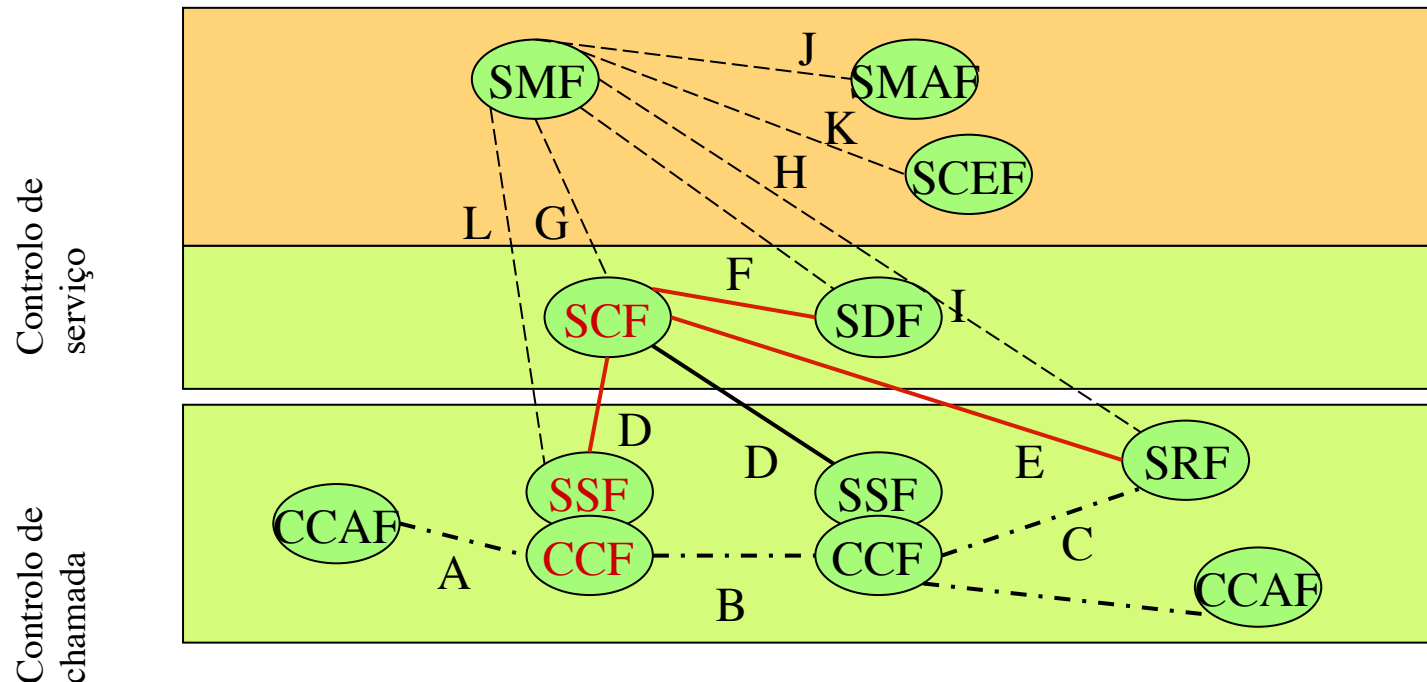 J
SMF
SMAF
K
H
SCEF
L
G
Controlo de
serviço
F
SCF
SDF
I
D
D
E
SRF
SSF
SSF
CCAF
CCF
CCF
C
A
B
CCAF
Controlo de
chamada